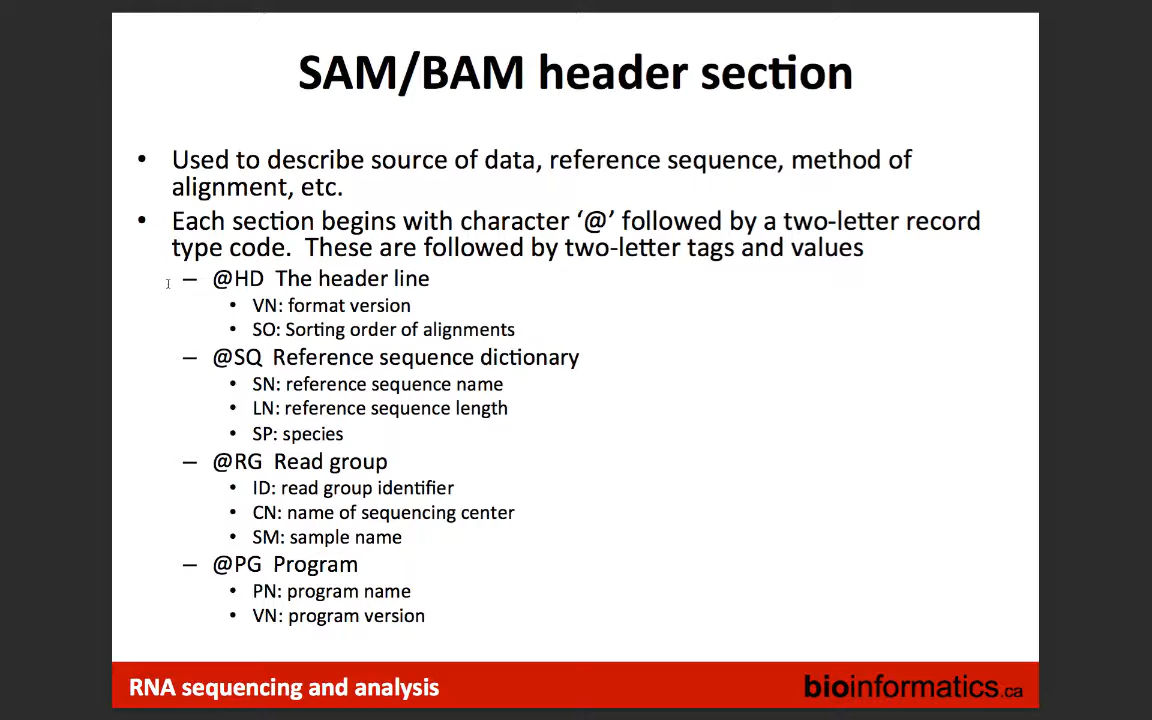 SAM/BAM header section
• Used to describe source of data, reference sequence, method of
alignment, etc.
• Each section begins with character ‘@’ followed by a two-letter record
type code.  These are followed by two-letter tags and values
– @HD  The header line
• VN: format version
• SO: Sorting order of alignments
– @SQ  Reference sequence dictionary
• SN: reference sequence name
• LN: reference sequence length
• SP: species
– @RG  Read group
• ID: read group identifier
• CN: name of sequencing center
• SM: sample name
– @PG  Program
• PN: program name
• VN: program version
RNA sequencing and analysis
bioinformatics.ca